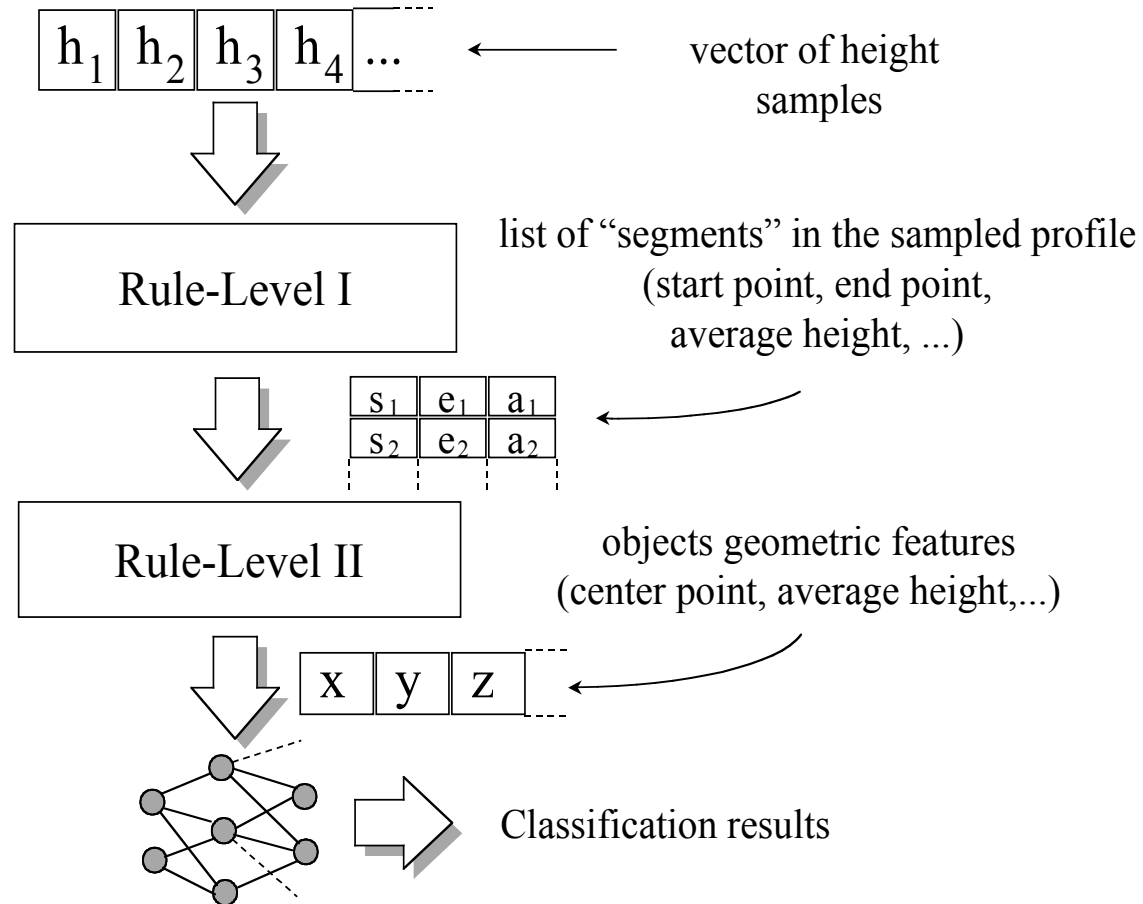 h1 h2 h3 h4 ...
vector of height
samples
Rule-Level I
list of “segments” in the sampled profile
(start point, end point,
average height, ...)
s1 e1 a1
s2 e2 a2
Rule-Level II
objects geometric features
(center point, average height,...)
x y z
Classification results